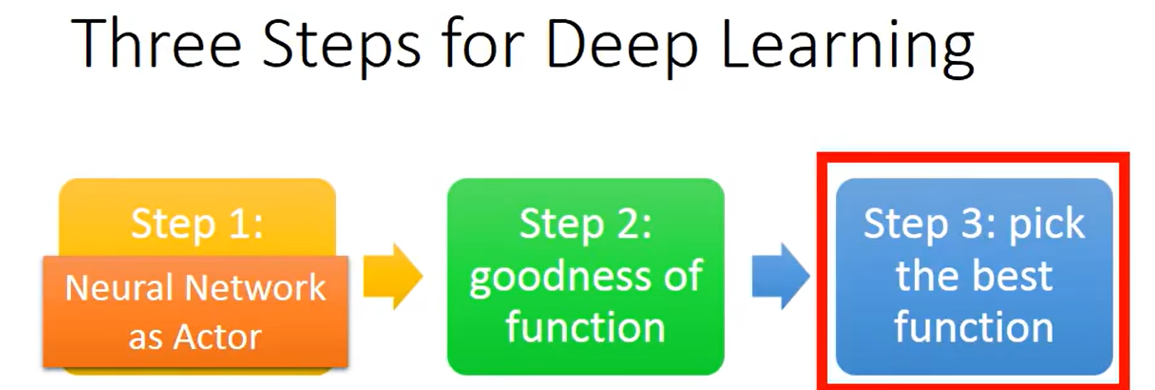 Three Steps for Deep Learning
Step 1:
Neural Network
as Actor
Step 2:
goodness of
function
Step 3: pick
the best
function